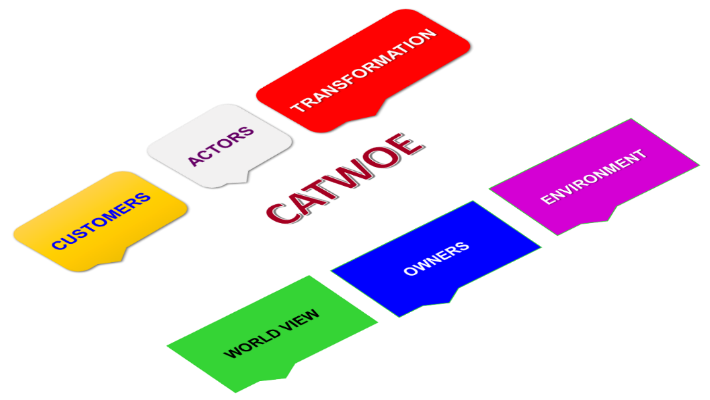 CUSTOMERS
ACTORS
TRANSFORMATION
CATWOE
WORLD VIEW
OWNERS
ENVIRONMENT